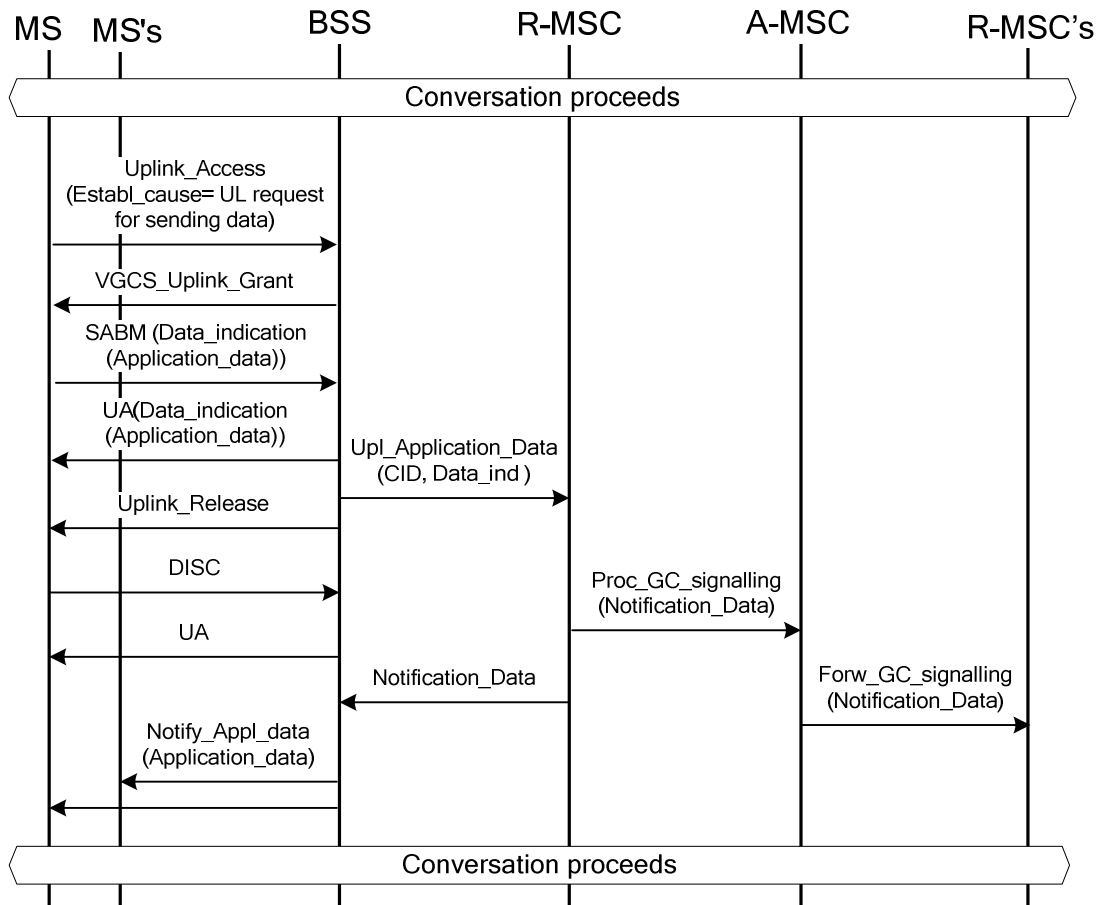 MS MS's BSS R-MSC A-MSC R-MSC's
Conversation proceeds
Uplink_Access
(Establ_cause= UL request
for sending data)
VGCS_Uplink_Grant
SABM (Data_indication
(Application_data))
UA(Data_indication
(Application_data))
Upl_Application_Data
(CID, Data_ind )
Uplink_Release
DISC
Proc_GC_signalling
(Notification_Data)
UA
Notification_Data
Forw_GC_signalling
(Notification_Data)
Notify_Appl_data
(Application_data)
Conversation proceeds